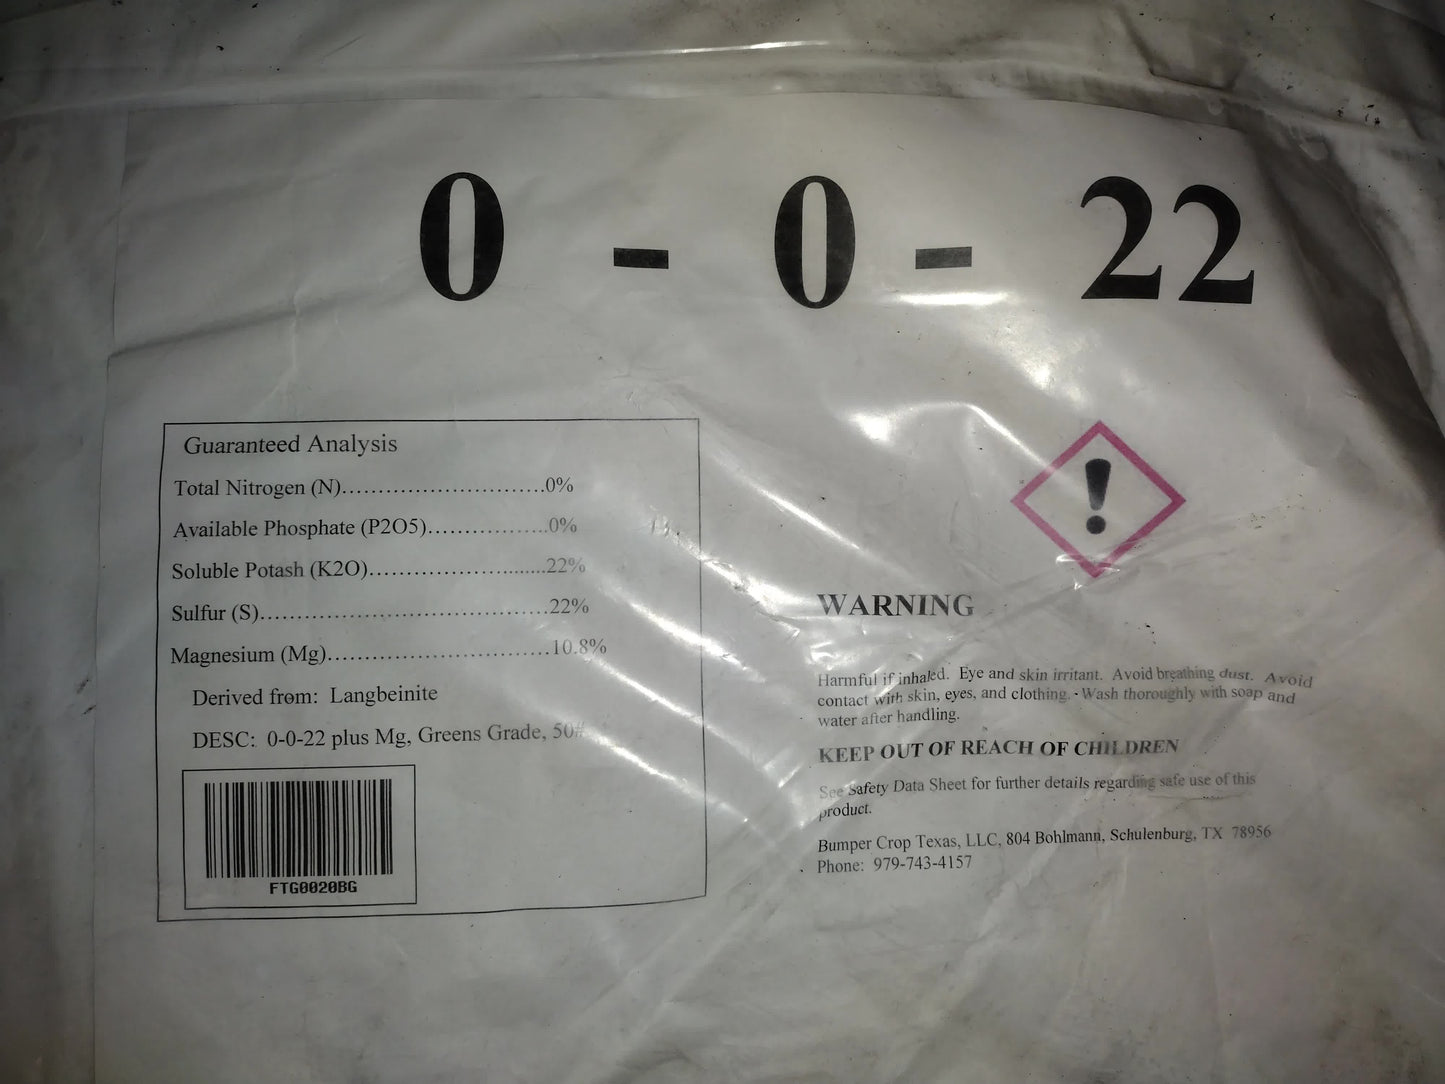 0 - 0 - 22
Guaranteed Analysis
Total Nitrogen (N)............................0%
Available Phosphate (P2O5).................0%
Soluble Potash (K2O)........................22%
Sulfur (S).......................................22%
Magnesium (Mg)..............................10.8%
Derived from: Langbeinite
DESC: 0-0-22 plus Mg, Greens Grade, 50#
FTG0020BG
WARNING
Harmful if inhaled. Eye and skin irritant. Avoid breathing dust. Avoid
contact with skin, eyes, and clothing. Wash thoroughly with soap and
water after handling.
KEEP OUT OF REACH OF CHILDREN
See Safety Data Sheet for further details regarding safe use of this
product.
Bumper Crop Texas, LLC, 804 Bohlmann, Schulenburg, TX 78956
Phone: 979-743-4157